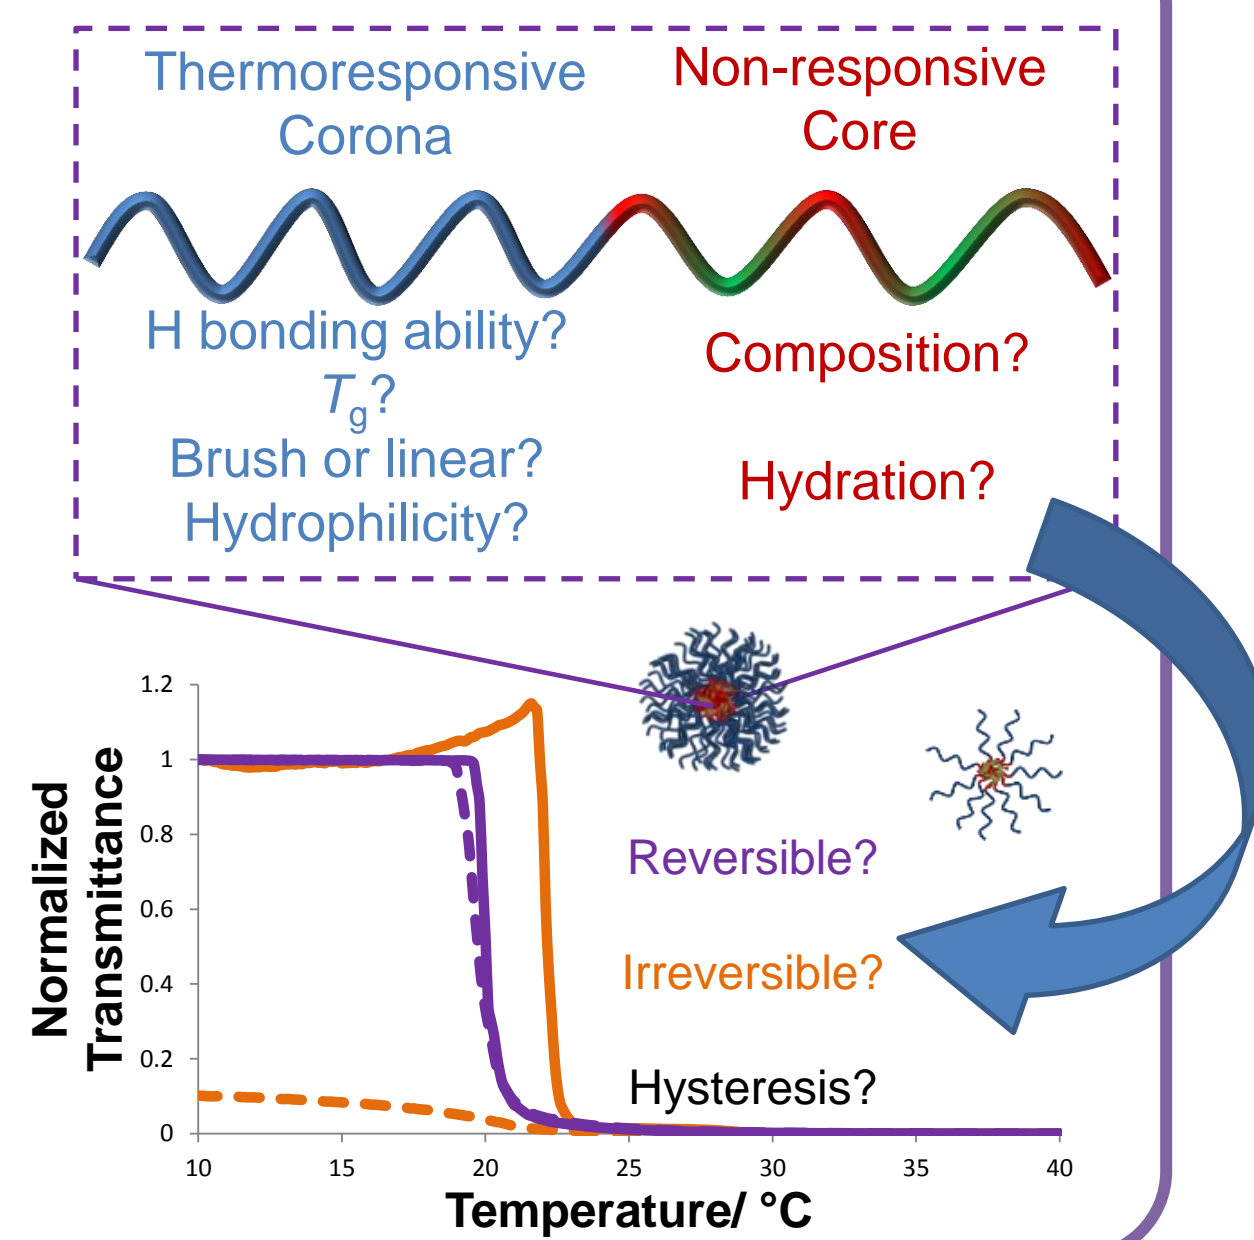 Thermoresponsive
Corona
Non-responsive
Core
H bonding ability?
Tg?
Brush or linear?
Hydrophilicity?
Composition?
Hydration?
1.2
1
0.8
0.6
0.4
0.2
0
Normalized
Transmittance
Reversible?
Irreversible?
Hysteresis?
10 15 20 25 30 35 40
Temperature/ °C